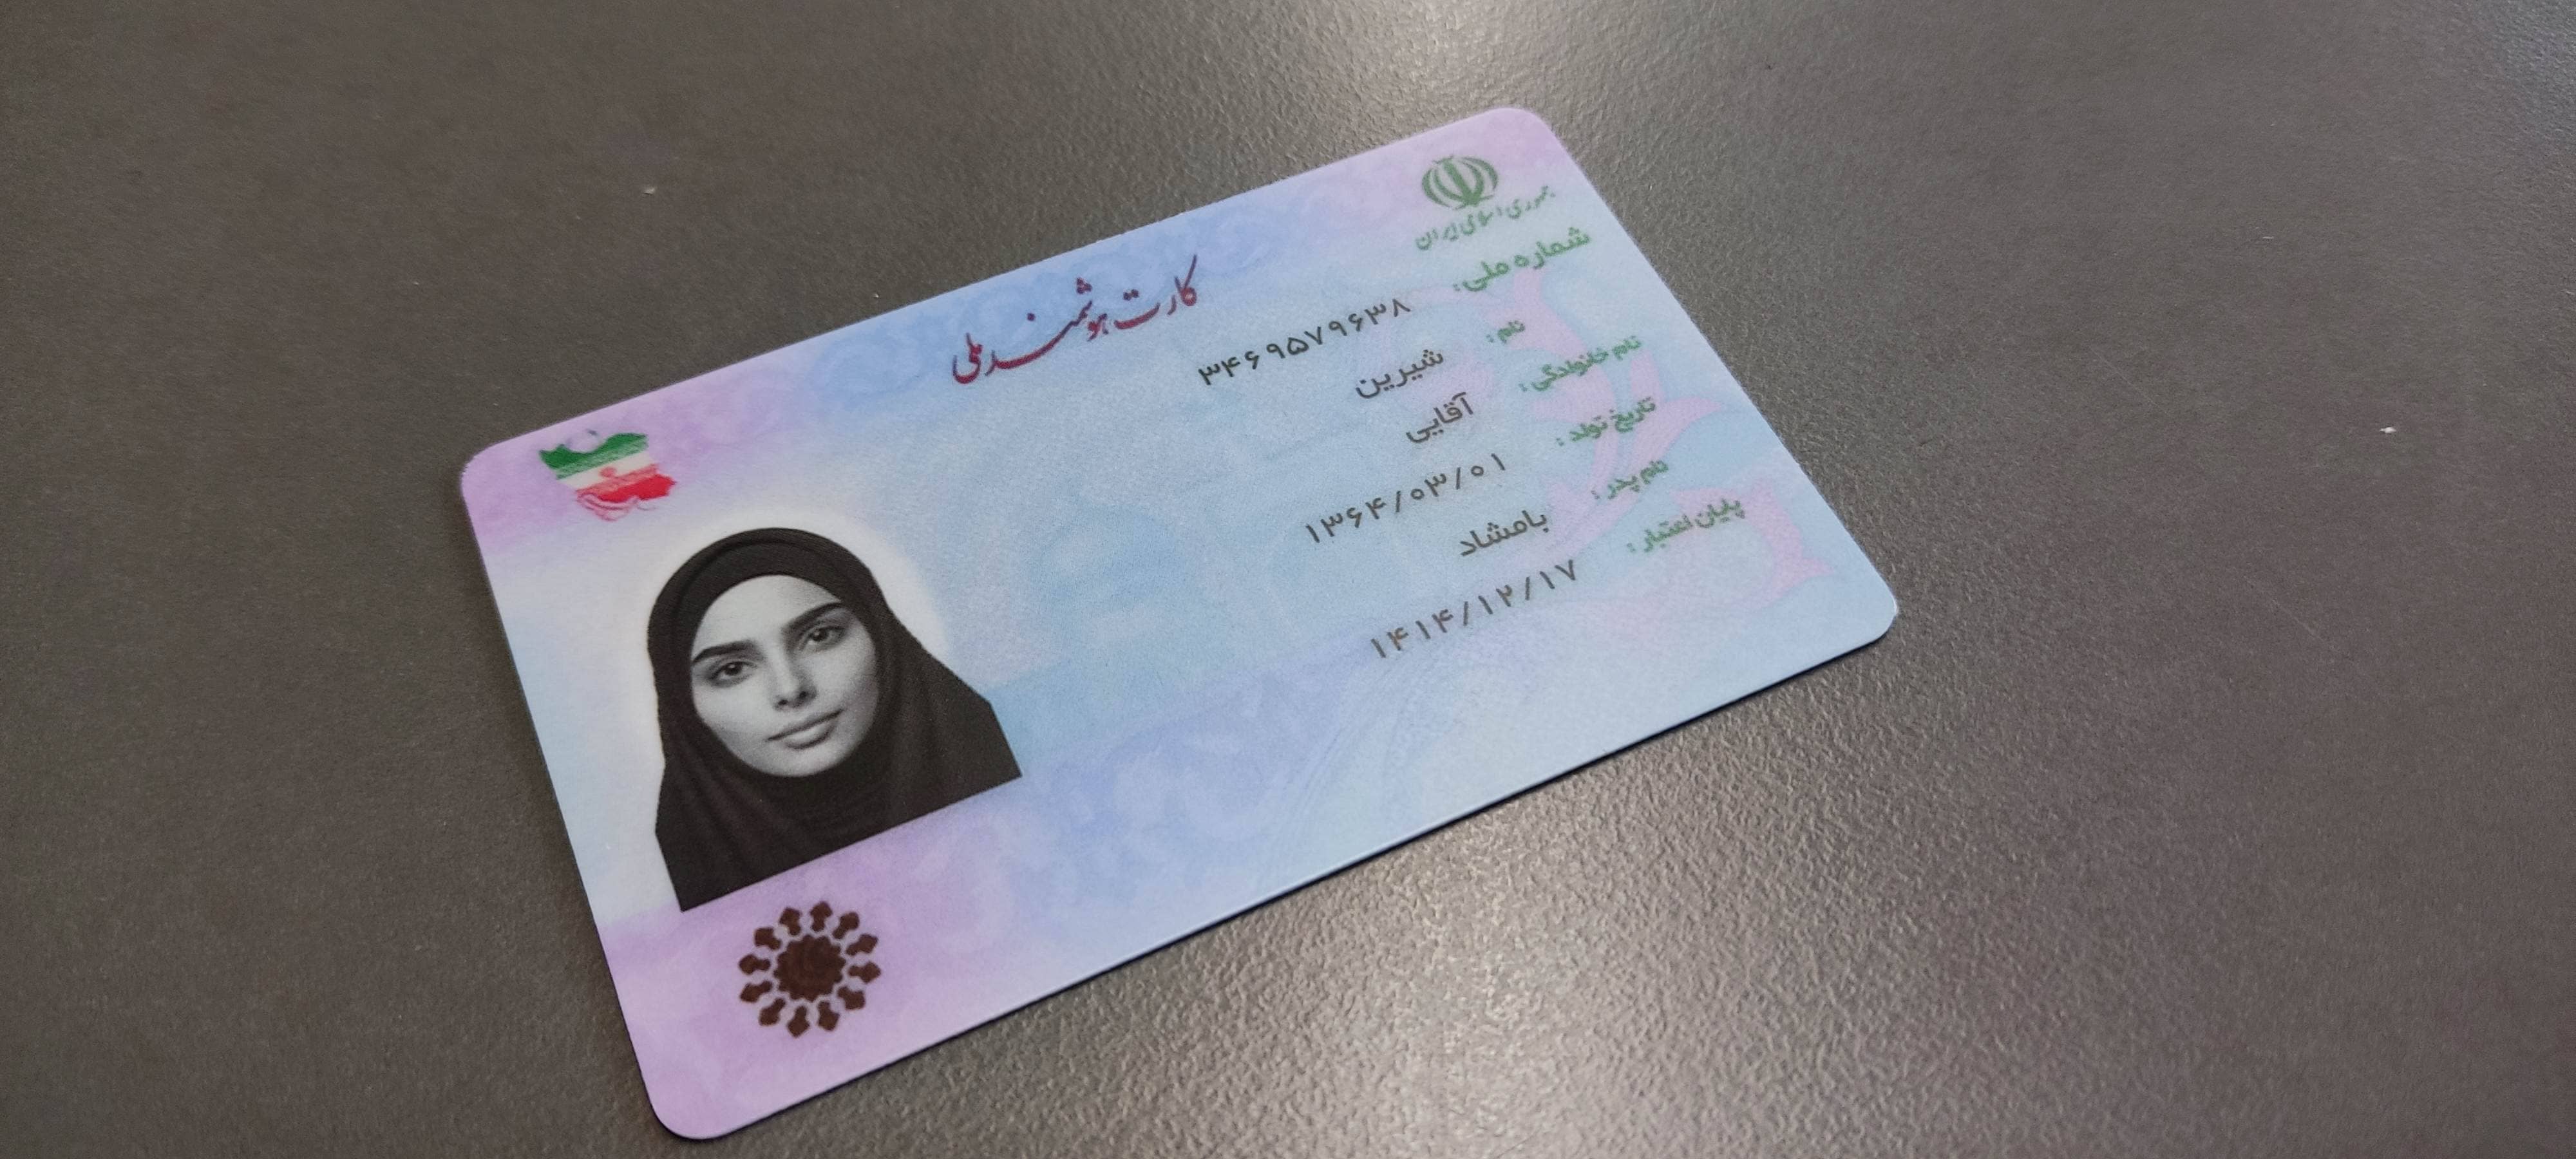 جمهوری اسلامی ایران
کارت هوشمند ملی
شماره ملی: ۳۴۶۹۵۷۹۶۳۸
نام: شیرین
نام خانوادگی: آقایی
تاریخ تولد: ۱۳۶۴/۰۳/۰۱
نام پدر: بامشاد
پایان اعتبار: ۱۴۱۴/۱۲/۱۷